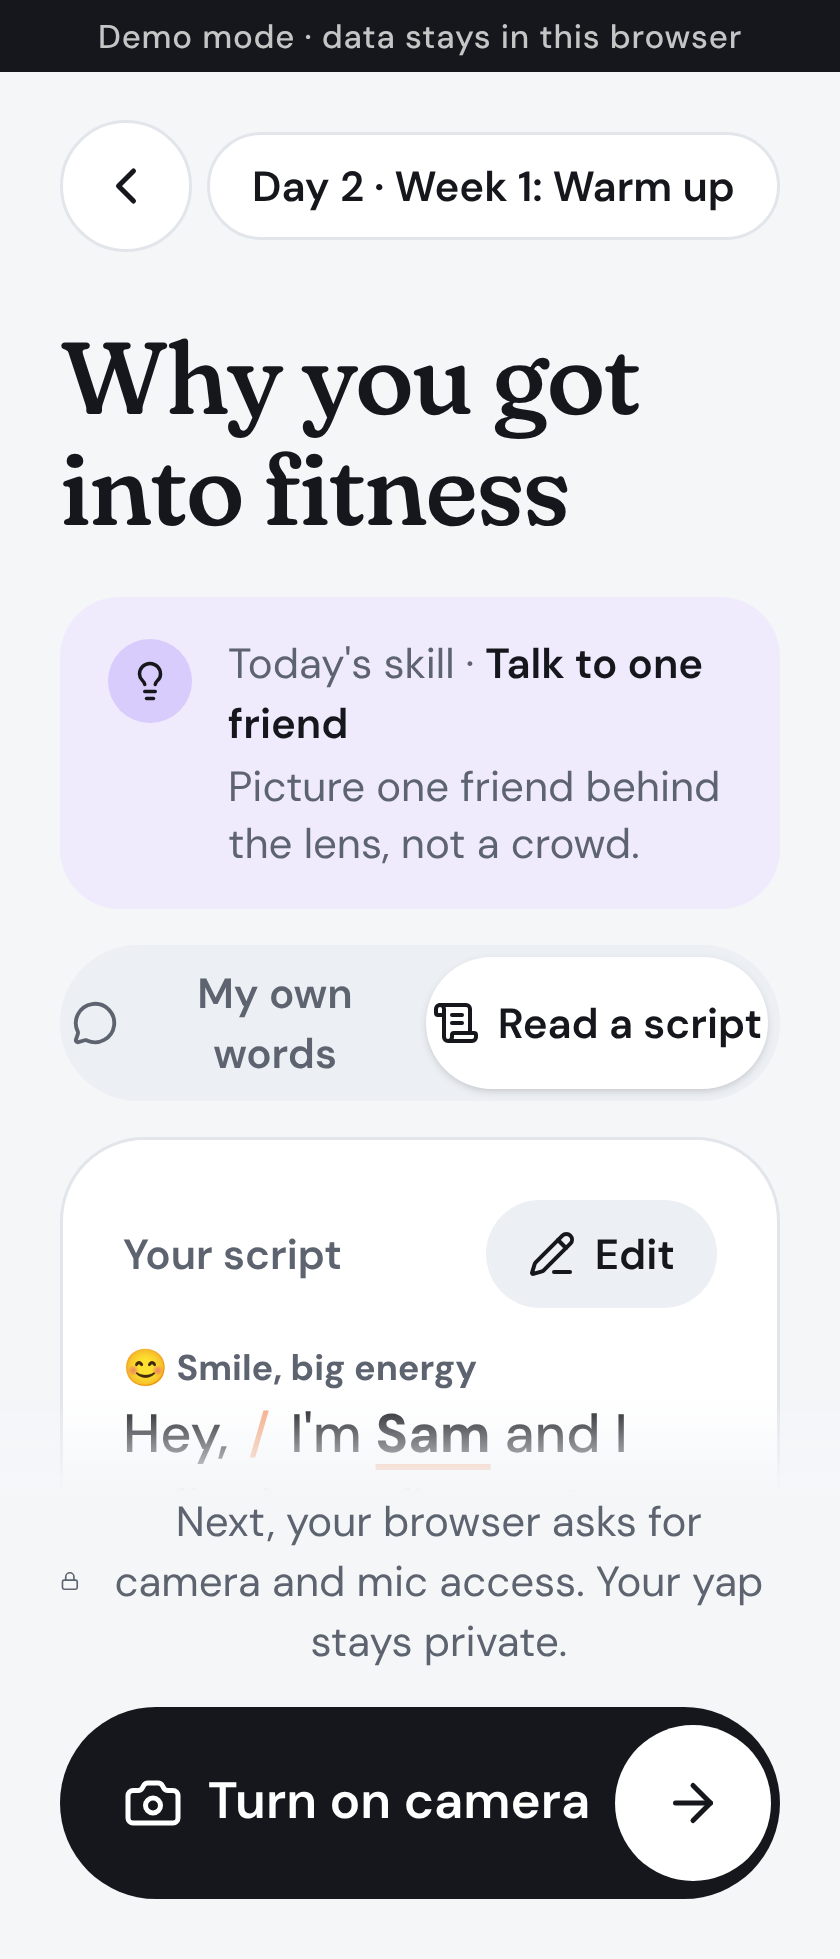 Demo mode · data stays in this browser
Day 2 · Week 1: Warm up
Why you got
into fitness
Today's skill · Talk to one
friend
Picture one friend behind
the lens, not a crowd.
My own
words
Read a script
Your script
Edit
😊 Smile, big energy
Hey, / I'm Sam and I
Next, your browser asks for
camera and mic access. Your yap
stays private.
Turn on camera